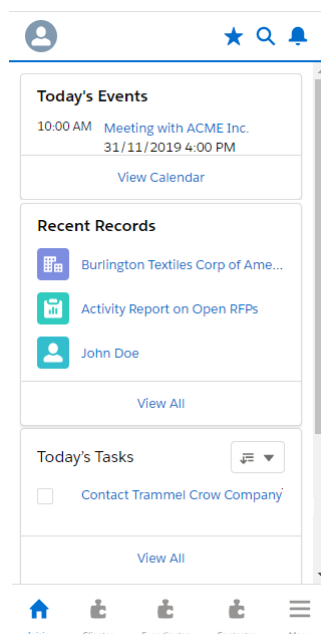 Today's Events
10:00 AM Meeting with ACME Inc.
31/11/2019 4:00 PM
View Calendar
Recent Records
Burlington Textiles Corp of Ame...
Activity Report on Open RFPs
John Doe
View All
Today's Tasks
Contact Trammel Crow Company
View All